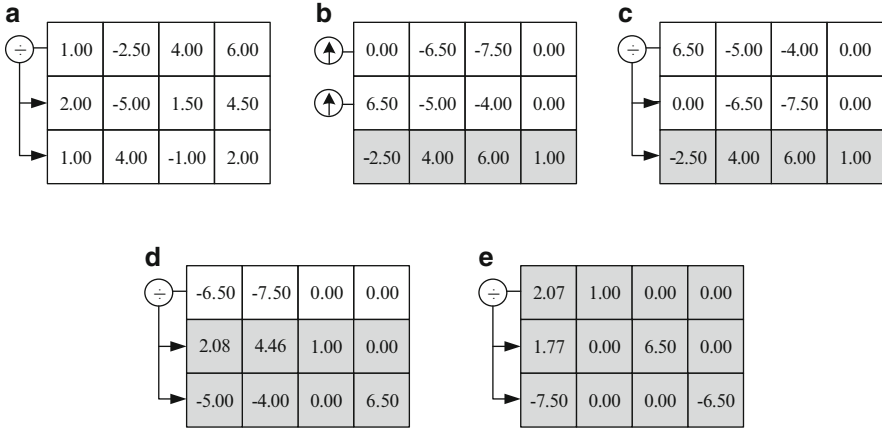 a
÷ 1.00 -2.50 4.00 6.00
2.00 -5.00 1.50 4.50
1.00 4.00 -1.00 2.00
b
0.00 -6.50 -7.50 0.00
6.50 -5.00 -4.00 0.00
-2.50 4.00 6.00 1.00
c
÷ 6.50 -5.00 -4.00 0.00
0.00 -6.50 -7.50 0.00
-2.50 4.00 6.00 1.00
d
÷ -6.50 -7.50 0.00 0.00
2.08 4.46 1.00 0.00
-5.00 -4.00 0.00 6.50
e
÷ 2.07 1.00 0.00 0.00
1.77 0.00 6.50 0.00
-7.50 0.00 0.00 -6.50